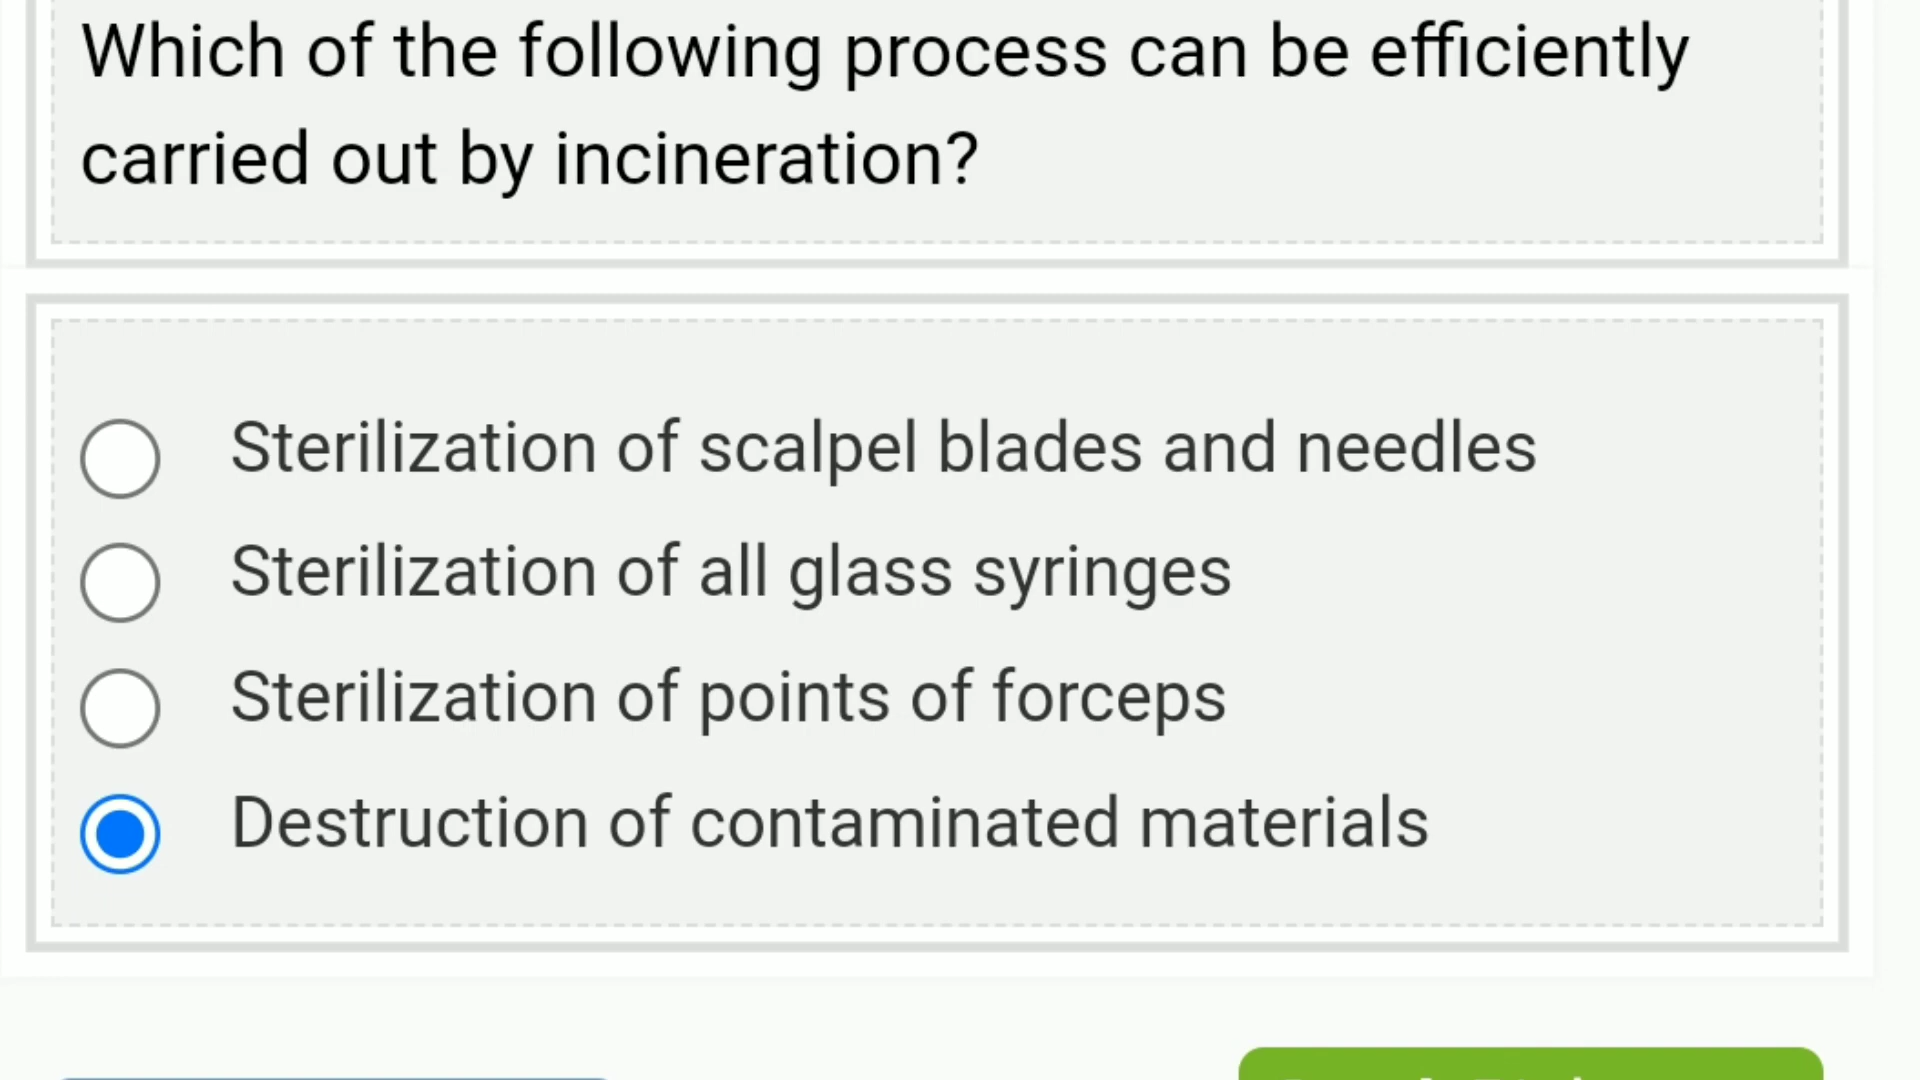 Which of the following process can be efficiently
carried out by incineration?
Sterilization of scalpel blades and needles
Sterilization of all glass syringes
Sterilization of points of forceps
Destruction of contaminated materials